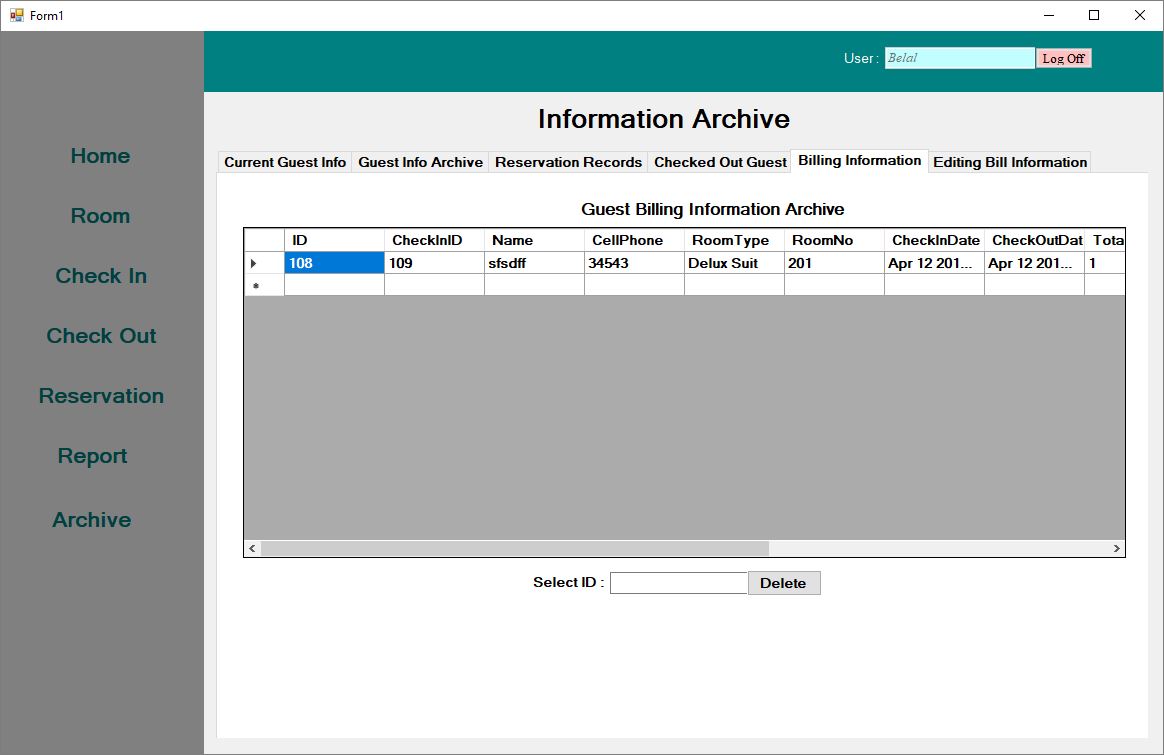 Form1
User : Belal Log Off
Information Archive
Home
Room
Check In
Check Out
Reservation
Report
Archive
Current Guest Info Guest Info Archive Reservation Records Checked Out Guest Billing Information Editing Bill Information
Guest Billing Information Archive
ID CheckInID Name CellPhone RoomType RoomNo CheckInDate CheckOutDat Tota
108 109 sfsdff 34543 Delux Suit 201 Apr 12 201... Apr 12 201... 1
Select ID : Delete